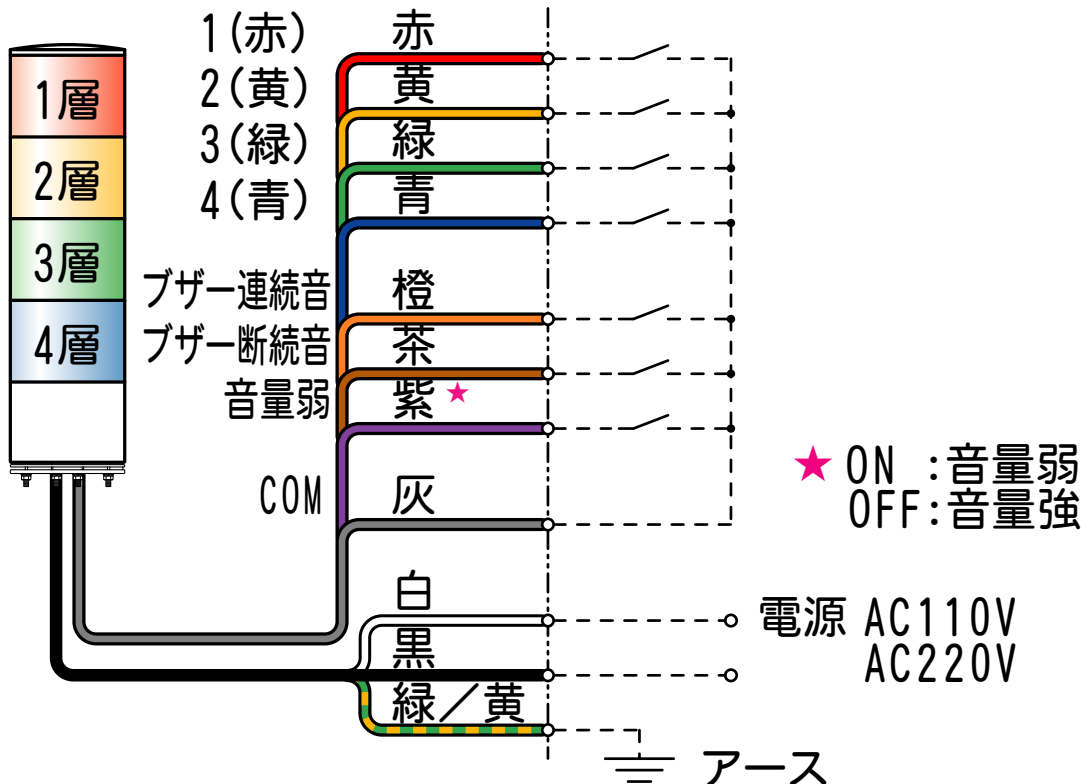 1層
2層
3層
4層
1(赤) 赤
2(黄) 黄
3(緑) 緑
4(青) 青
ブザー連続音 橙
ブザー断続音 茶
音量弱 紫★
COM 灰
★ON :音量弱
OFF:音量強
白
黒
緑/黄
電源 AC110V
AC220V
アース